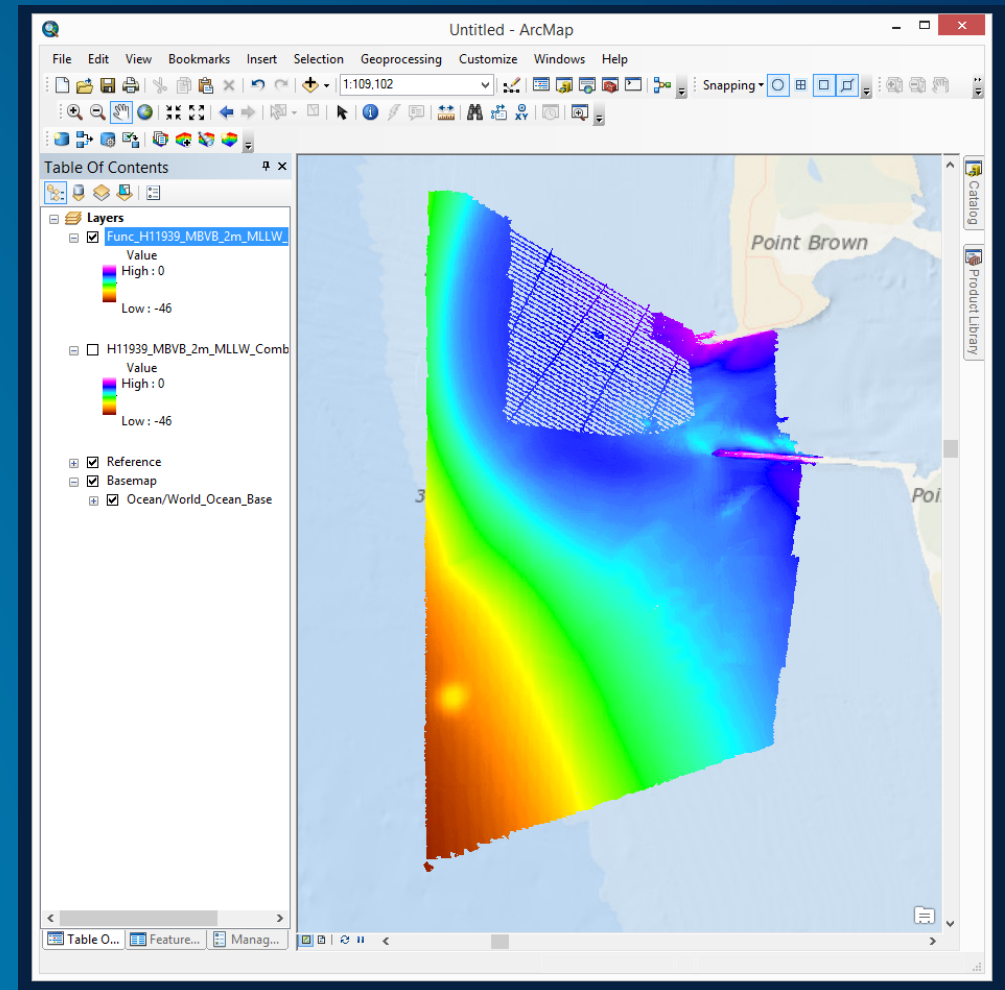 Untitled - ArcMap
File Edit View Bookmarks Insert Selection Geoprocessing Customize Windows Help
1:109,102
Snapping
Table Of Contents
Layers
Func_H11939_MBVB_2m_MLLW_
Value
High : 0
Low : -46
H11939_MBVB_2m_MLLW_Comb
Value
High : 0
Low : -46
Reference
Basemap
Ocean/World_Ocean_Base
Table O... Feature... Manag...
Point Brown
3
Poi
Catalog
Product Library